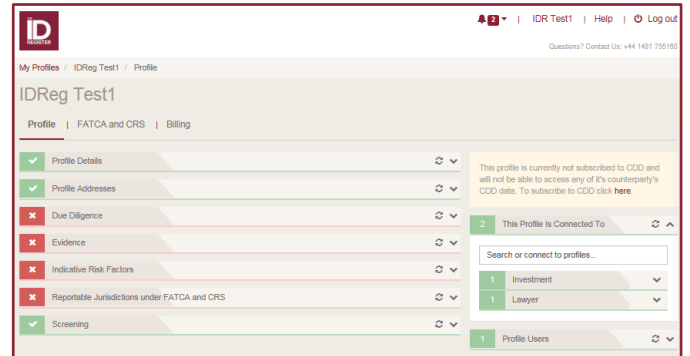 THE
ID
REGISTER
2 | IDR Test1 | Help | Log out
Questions? Contact Us: +44 1481 755180
My Profiles / IDReg Test1 / Profile
IDReg Test1
Profile | FATCA and CRS | Billing
Profile Details
Profile Addresses
Due Diligence
Evidence
Indicative Risk Factors
Reportable Jurisdictions under FATCA and CRS
Screening
This profile is currently not subscribed to CDD and
will not be able to access any of it's counterparty's
CDD data. To subscribe to CDD click here.
2 This Profile Is Connected To
Search or connect to profiles...
1 Investment
1 Lawyer
1 Profile Users